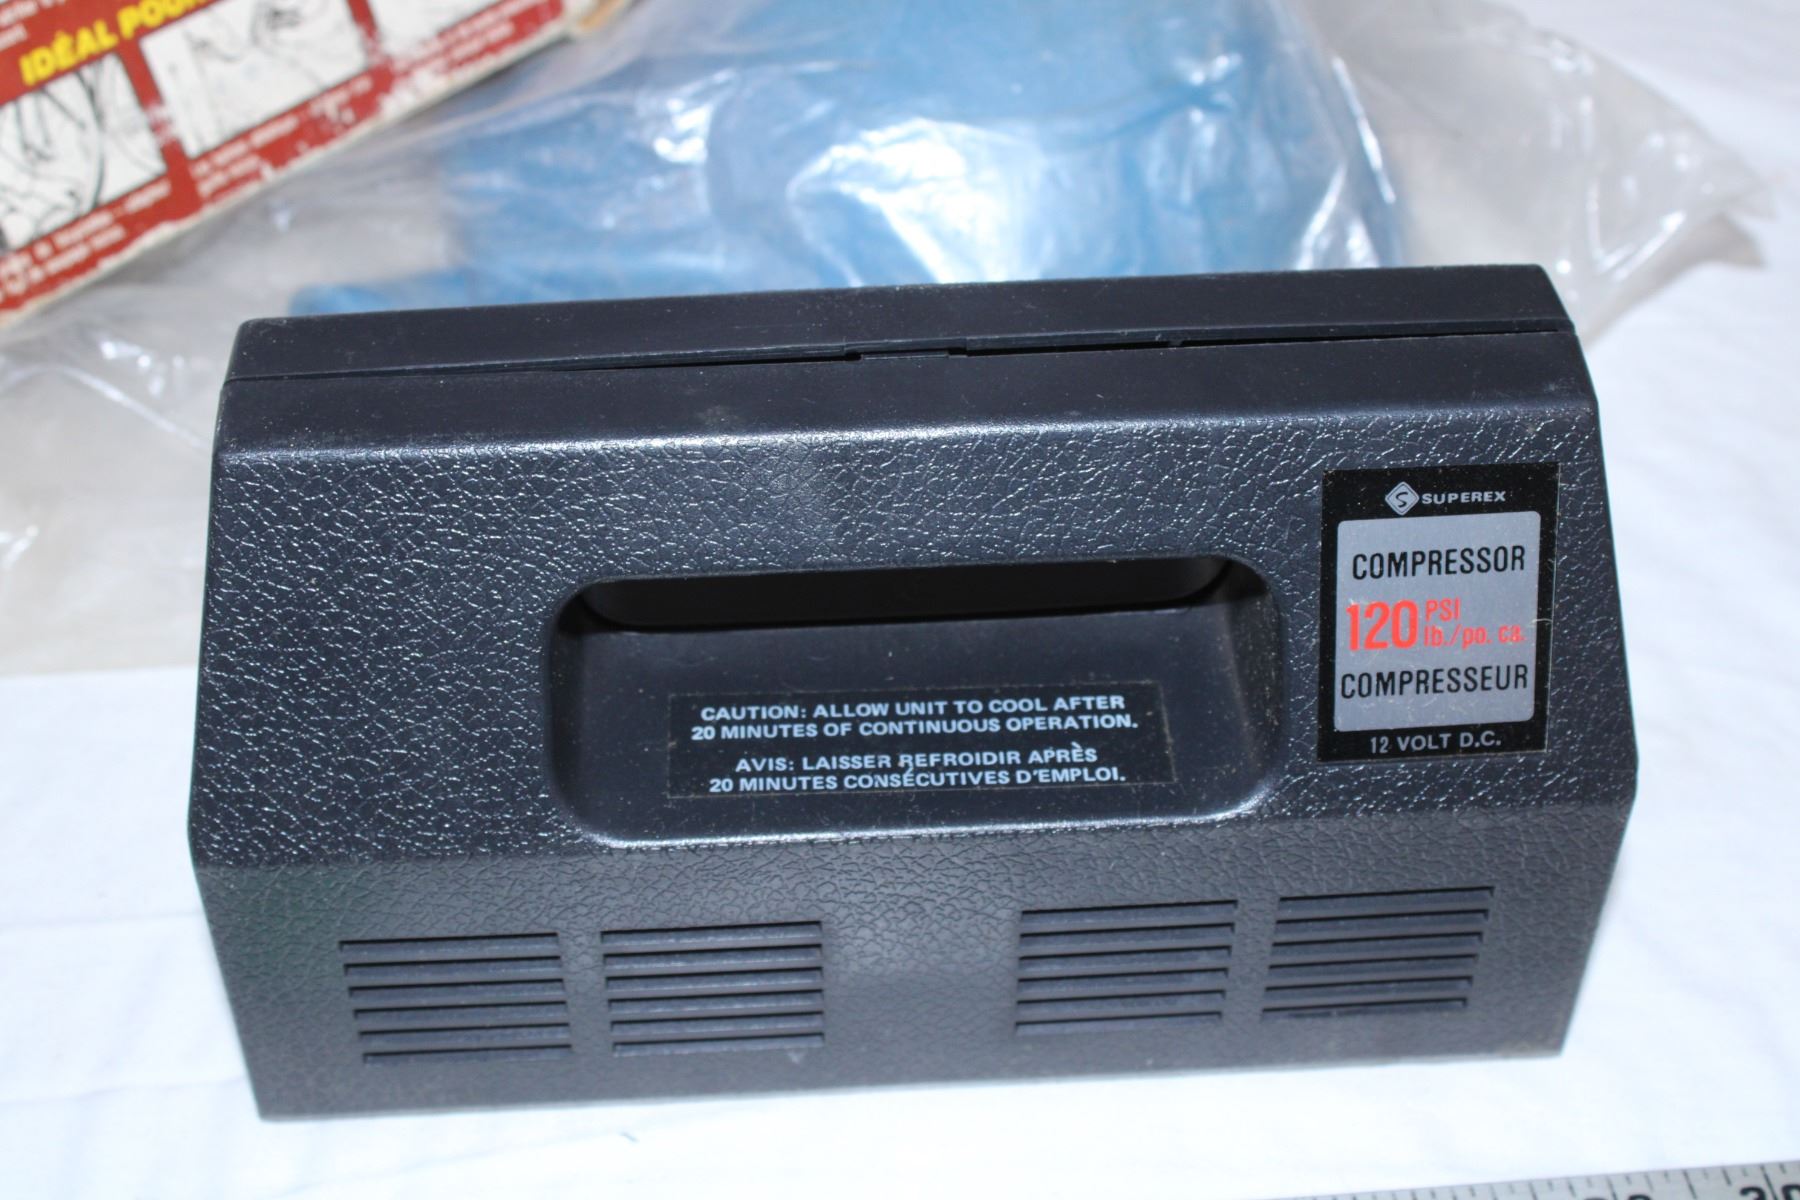 IDÉAL POUR
SUPEREX
COMPRESSOR
120 PSI
lb./po. ca.
COMPRESSEUR
12 VOLT D.C.
CAUTION: ALLOW UNIT TO COOL AFTER
20 MINUTES OF CONTINUOUS OPERATION.
AVIS: LAISSER REFROIDIR APRÈS
20 MINUTES CONSÉCUTIVES D'EMPLOI.